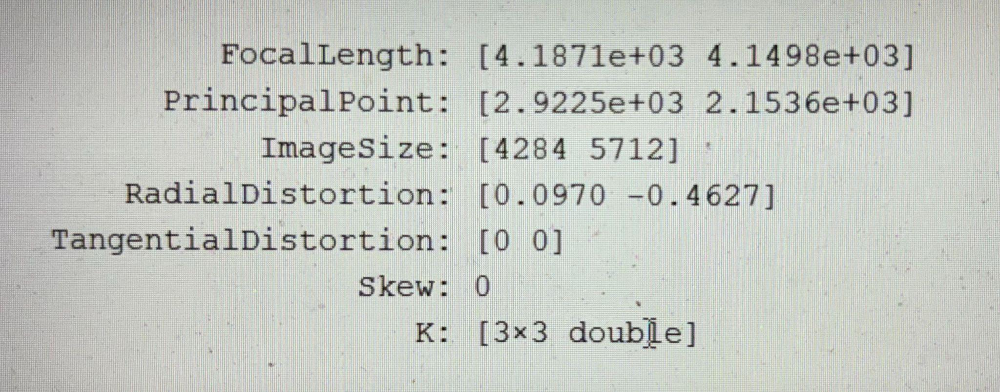 FocalLength: [4.1871e+03 4.1498e+03]
PrincipalPoint: [2.9225e+03 2.1536e+03]
ImageSize: [4284 5712]
RadialDistortion: [0.0970 -0.4627]
TangentialDistortion: [0 0]
Skew: 0
K: [3×3 double]